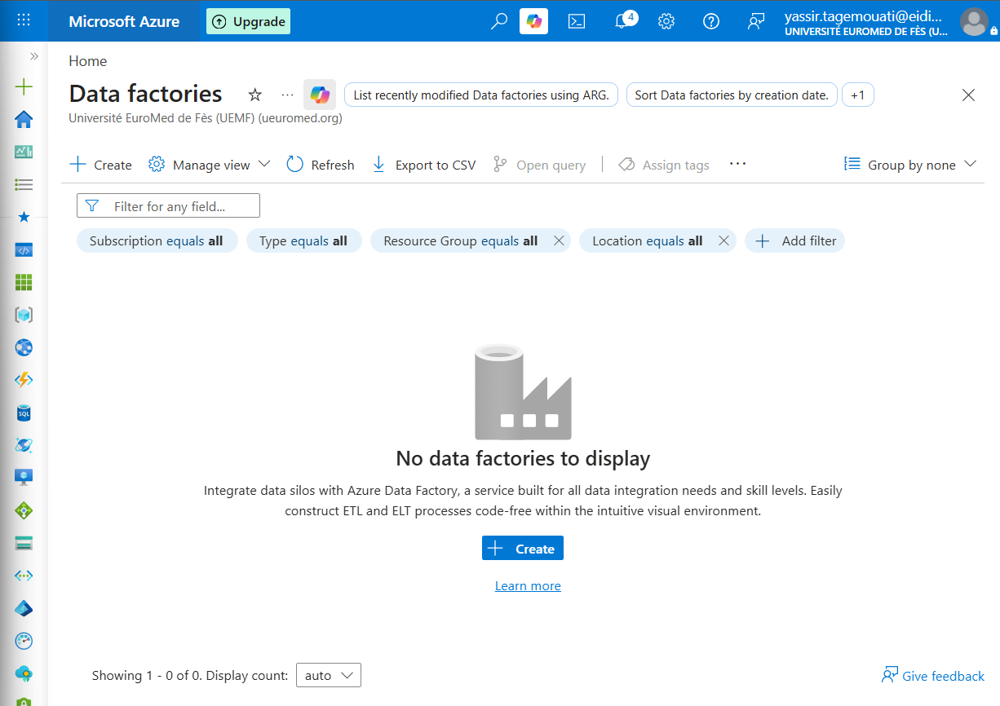 Microsoft Azure
Upgrade
4
yassir.tagemouati@eidi...
UNIVERSITÉ EUROMED DE FÈS (U...
Home
Data factories
List recently modified Data factories using ARG.
Sort Data factories by creation date.
+1
Université EuroMed de Fès (UEMF) (ueuromed.org)
Create
Manage view
Refresh
Export to CSV
Open query
Assign tags
Group by none
Filter for any field...
Subscription equals all
Type equals all
Resource Group equals all
Location equals all
Add filter
SQL
No data factories to display
Integrate data silos with Azure Data Factory, a service built for all data integration needs and skill levels. Easily
construct ETL and ELT processes code-free within the intuitive visual environment.
Create
Learn more
Showing 1 - 0 of 0. Display count:
auto
Give feedback